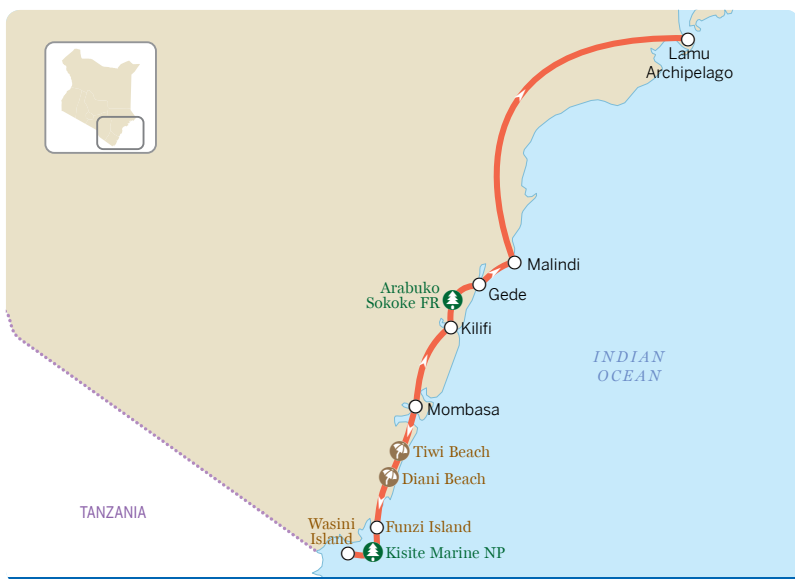 Lamu
Archipelago
Malindi
Arabuko
Sokoke FR
Gede
Kilifi
INDIAN
OCEAN
Mombasa
Tiwi Beach
Diani Beach
TANZANIA
Wasini
Island
Funzi Island
Kisite Marine NP